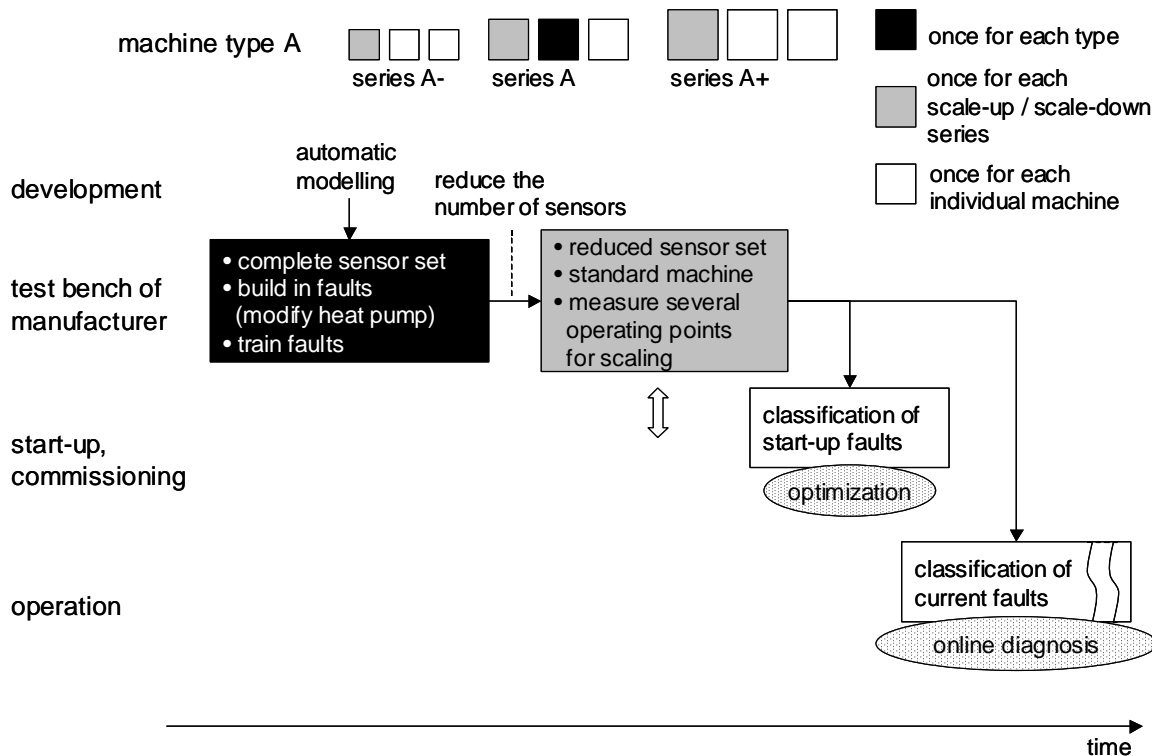 machine type A
series A-
series A
series A+
once for each type
once for each
scale-up / scale-down
series
once for each
individual machine
development
automatic
modelling
reduce the
number of sensors
test bench of
manufacturer
• complete sensor set
• build in faults
(modify heat pump)
• train faults
• reduced sensor set
• standard machine
• measure several
operating points
for scaling
start-up,
commissioning
classification of
start-up faults
optimization
operation
classification of
current faults
online diagnosis
time